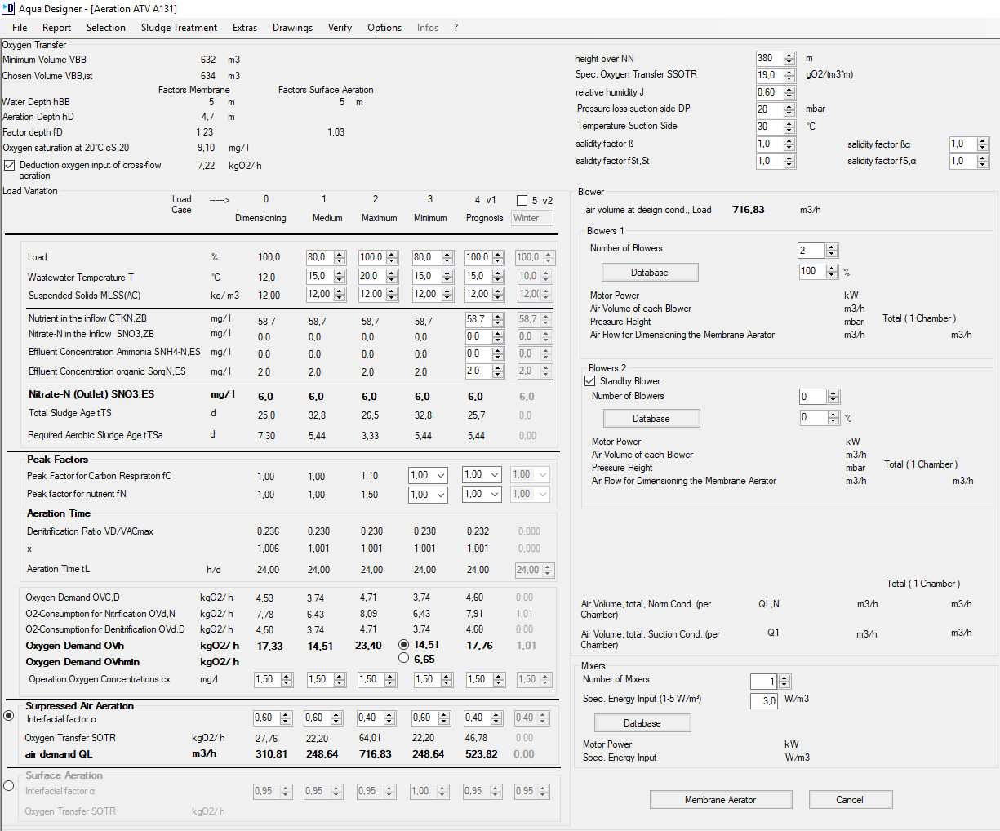 Aqua Designer - [Aeration ATV A131]
File Report Selection Sludge Treatment Extras Drawings Verify Options Infos ?
Oxygen Transfer
Minimum Volume VBB 632 m3
Chosen Volume VBB,ist 634 m3
Factors Membrane Factors Surface Aeration
Water Depth hBB 5 m 5 m
Aeration Depth hD 4,7 m
Factor depth fD 1,23 1,03
Oxygen saturation at 20°C cS,20 9,10 mg/l
Deduction oxygen input of cross-flow aeration 7,22 kgO2/h
height over NN 380 m
Spec. Oxygen Transfer SSOTR 19,0 gO2/(m3*m)
relative humidity J 0,60
Pressure loss suction side DP 20 mbar
Temperature Suction Side 30 °C
salidity factor ß 1,0 salidity factor ßα 1,0
salidity factor fSt,St 1,0 salidity factor fS,α 1,0
Load Variation
Load Case -----> 0 1 2 3 4 v1 5 v2
Dimensioning Medium Maximum Minimum Prognosis Winter
Load % 100,0 80,0 100,0 80,0 100,0 100,0
Wastewater Temperature T °C 12,0 15,0 20,0 15,0 15,0 10,0
Suspended Solids MLSS(AC) kg/m3 12,00 12,00 12,00 12,00 12,00 12,00
Nutrient in the inflow CTKN,ZB mg/l 58,7 58,7 58,7 58,7 58,7 58,7
Nitrate-N in the Inflow SNO3,ZB mg/l 0,0 0,0 0,0 0,0 0,0 0,0
Effluent Concentration Ammonia SNH4-N,ES mg/l 0,0 0,0 0,0 0,0 0,0 0,0
Effluent Concentration organic SorgN,ES mg/l 2,0 2,0 2,0 2,0 2,0 2,0
Nitrate-N (Outlet) SNO3,ES mg/l 6,0 6,0 6,0 6,0 6,0 6,0
Total Sludge Age tTS d 25,0 32,8 26,5 32,8 25,7 0,0
Required Aerobic Sludge Age tTSa d 7,30 5,44 3,33 5,44 5,44 0,00
Peak Factors
Peak Factor for Carbon Respiraton fC 1,00 1,00 1,10 1,00 1,00 1,00
Peak factor for nutrient fN 1,00 1,00 1,50 1,00 1,00 1,00
Aeration Time
Denitrification Ratio VD/VACmax 0,236 0,230 0,230 0,230 0,232 0,000
x 1,006 1,001 1,001 1,001 1,001 0,000
Aeration Time tL h/d 24,00 24,00 24,00 24,00 24,00 24,00
Oxygen Demand OVC,D kgO2/h 4,53 3,74 4,71 3,74 4,60 0,00
O2-Consumption for Nitrification OVd,N kgO2/h 7,78 6,43 8,09 6,43 7,91 1,01
O2-Consumption for Denitrification OVd,D kgO2/h 4,50 3,74 4,71 3,74 4,60 0,00
Oxygen Demand OVh kgO2/h 17,33 14,51 23,40 14,51 17,76 1,01
Oxygen Demand OVhmin kgO2/h 6,65
Operation Oxygen Concentrations cx mg/l 1,50 1,50 1,50 1,50 1,50 1,50
Surpressed Air Aeration
Interfacial factor α 0,60 0,60 0,40 0,60 0,40 0,40
Oxygen Transfer SOTR kgO2/h 27,76 22,20 64,01 22,20 46,78 0,00
air demand QL m3/h 310,81 248,64 716,83 248,64 523,82 0,00
Surface Aeration
Interfacial factor α 0,95 0,95 0,95 1,00 0,95 0,95
Oxygen Transfer SOTR kgO2/h
Blower
air volume at design cond., Load 716,83 m3/h
Blowers 1
Number of Blowers 2
Database 100 %
Motor Power kW
Air Volume of each Blower m3/h
Pressure Height mbar Total ( 1 Chamber )
Air Flow for Dimensioning the Membrane Aerator m3/h m3/h
Blowers 2
Standby Blower
Number of Blowers 0
Database 0 %
Motor Power kW
Air Volume of each Blower m3/h
Pressure Height mbar Total ( 1 Chamber )
Air Flow for Dimensioning the Membrane Aerator m3/h m3/h
Total ( 1 Chamber )
Air Volume, total, Norm Cond. (per Chamber) QL,N m3/h m3/h
Air Volume, total, Suction Cond. (per Chamber) Q1 m3/h m3/h
Mixers
Number of Mixers 1
Spec. Energy Input (1-5 W/m³) 3,0 W/m3
Database
Motor Power kW
Spec. Energy Input W/m3
Membrane Aerator Cancel